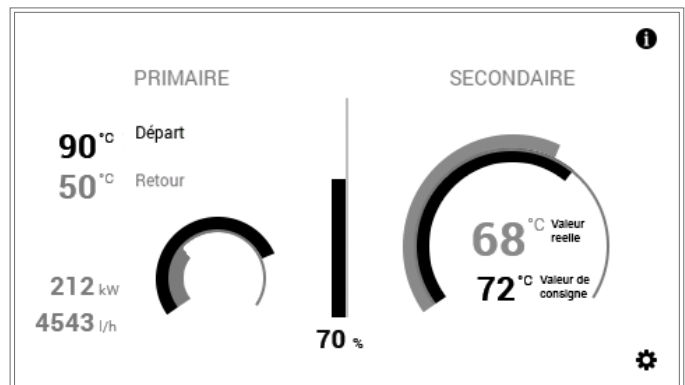 PRIMAIRE
90°C Départ
50°C Retour
212 kW
4543 l/h
70 %
SECONDAIRE
68°C Valeur
reelle
72°C Valeur de
consigne